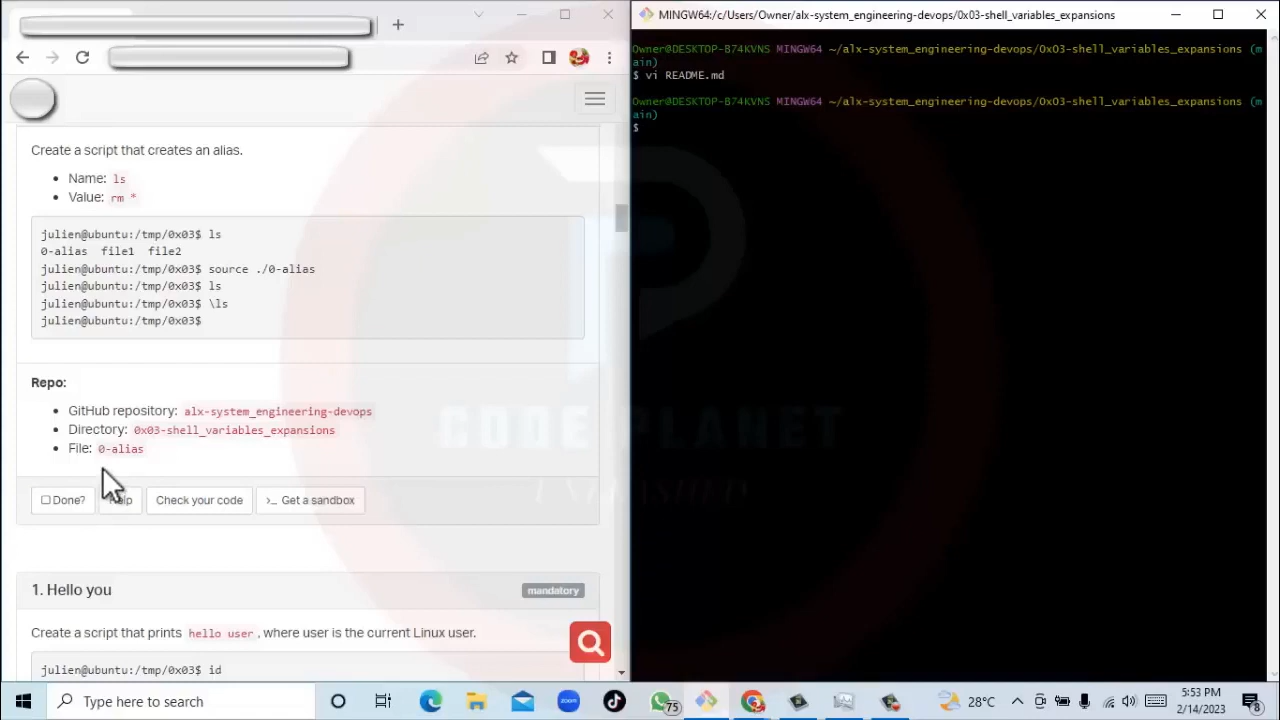 MINGW64:/c/Users/Owner/alx-system_engineering-devops/0x03-shell_variables_expansions
Create a script that creates an alias.
Name: ls
Value: rm *
julien@ubuntu:/tmp/0x03$ ls
0-alias file1 file2
julien@ubuntu:/tmp/0x03$ source ./0-alias
julien@ubuntu:/tmp/0x03$ ls
julien@ubuntu:/tmp/0x03$ \ls
julien@ubuntu:/tmp/0x03$
Repo:
GitHub repository: alx-system_engineering-devops
Directory: 0x03-shell_variables_expansions
File: 0-alias
Done? Help Check your code >_ Get a sandbox
1. Hello you mandatory
Create a script that prints hello user , where user is the current Linux user.
julien@ubuntu:/tmp/0x03$ id
Owner@DESKTOP-B74KVNS MINGW64 ~/alx-system_engineering-devops/0x03-shell_variables_expansions (m
ain)
$ vi README.md
Owner@DESKTOP-B74KVNS MINGW64 ~/alx-system_engineering-devops/0x03-shell_variables_expansions (m
ain)
$
CODE PLANET
Type here to search
zoom
75
28°C
5:53 PM
2/14/2023
8